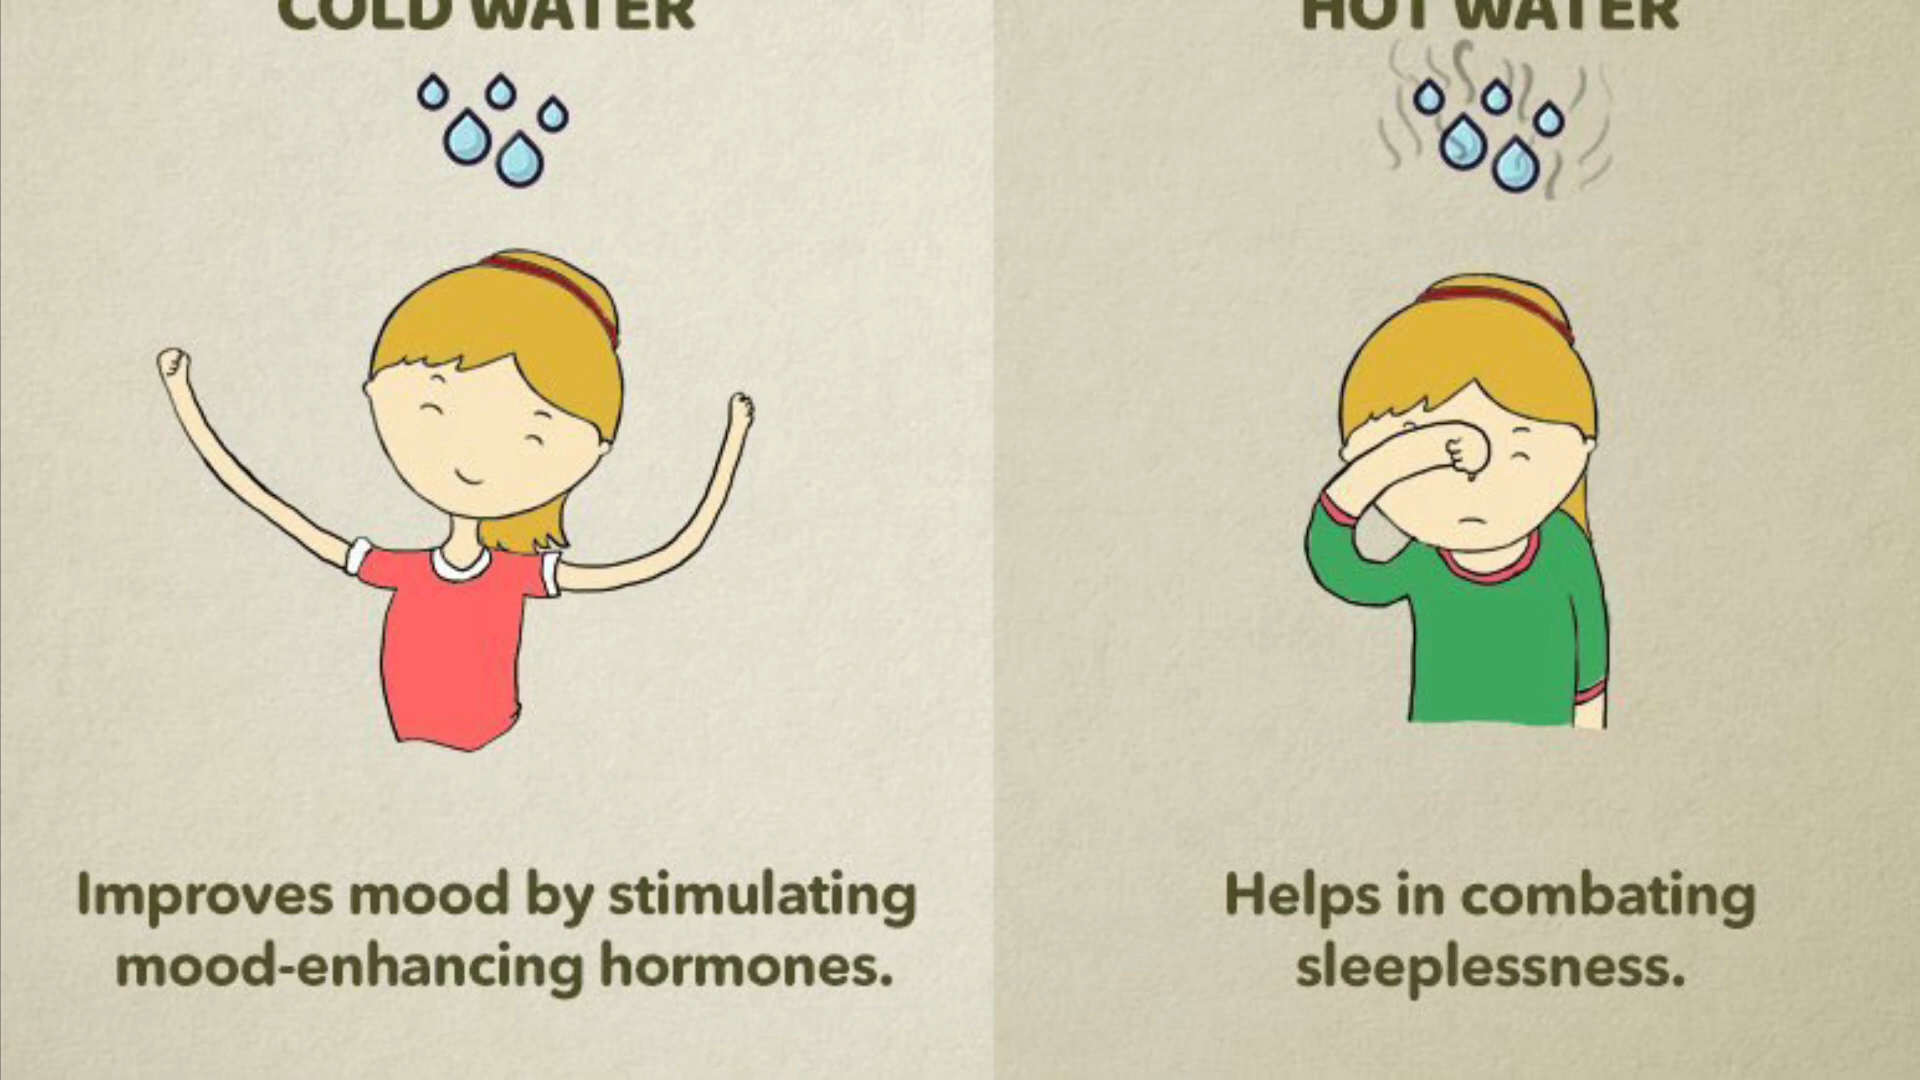 COLD WATER
HOT WATER
Improves mood by stimulating
mood-enhancing hormones.
Helps in combating
sleeplessness.